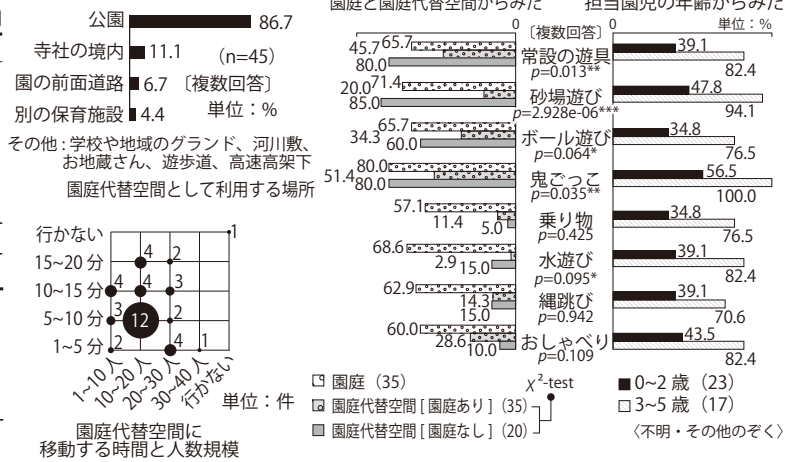 公園 86.7
寺社の境内 11.1 (n=45)
園の前面道路 6.7 〔複数回答〕
別の保育施設 4.4 単位：%
その他 : 学校や地域のグランド、河川敷、
お地蔵さん、遊歩道、高速高架下
園庭代替空間として利用する場所
行かない 1
15~20 分 4 2
10~15 分 4 4 3
5~10 分 3 12 2
1~5 分 2 4 1
1~10 人 10~20 人 20~30 人 30~40 人 行かない
単位：件
園庭代替空間に
移動する時間と人数規模
園庭と園庭代替空間からみた
0 〔複数回答〕
65.7
45.7
80.0
常設の遊具
p=0.013**
71.4
20.0
85.0
砂場遊び
p=2.928e-06***
65.7
34.3
60.0
ボール遊び
p=0.064*
80.0
51.4
80.0
鬼ごっこ
p=0.035**
57.1
11.4
5.0
乗り物
p=0.425
68.6
2.9
15.0
水遊び
p=0.095*
62.9
14.3
15.0
縄跳び
p=0.942
60.0
28.6
10.0
おしゃべり
p=0.109
園庭（35）
園庭代替空間 [ 園庭あり ]（35）
園庭代替空間 [ 園庭なし ]（20）
χ²-test
担当園児の年齢からみた
0 単位：%
39.1
82.4
47.8
94.1
34.8
76.5
56.5
100.0
34.8
76.5
39.1
82.4
39.1
70.6
43.5
82.4
0~2 歳（23）
3~5 歳（17）
〈不明・その他のぞく〉